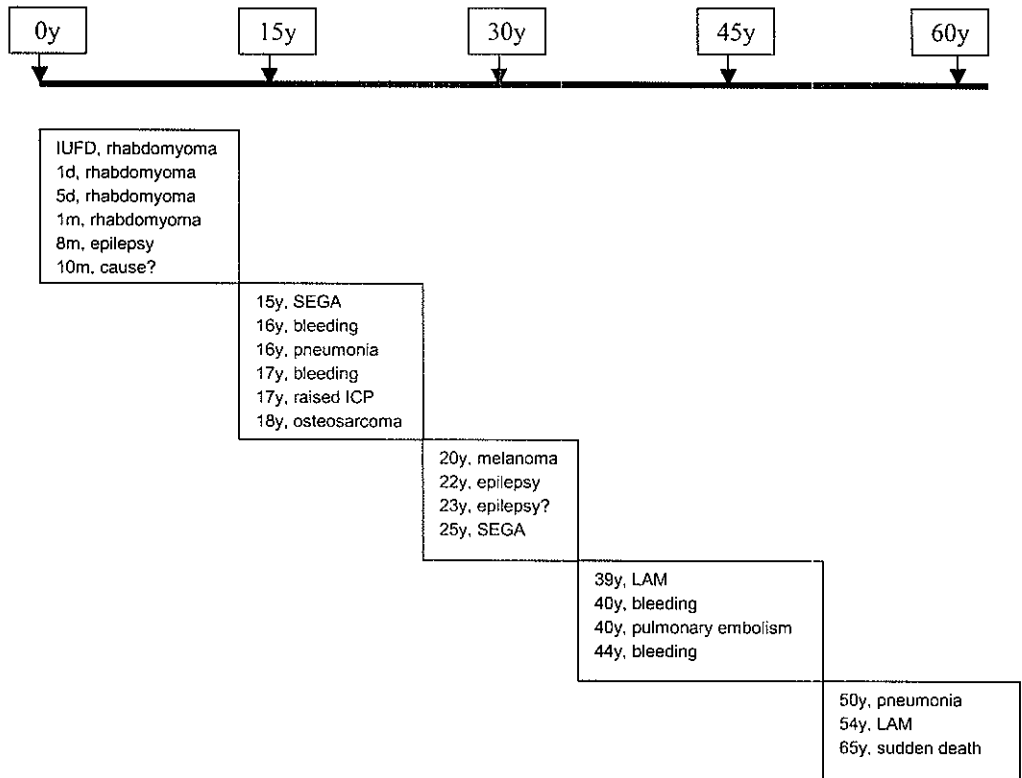 0y
15y
30y
45y
60y
IUFD, rhabdomyoma
1d, rhabdomyoma
5d, rhabdomyoma
1m, rhabdomyoma
8m, epilepsy
10m, cause?
15y, SEGA
16y, bleeding
16y, pneumonia
17y, bleeding
17y, raised ICP
18y, osteosarcoma
20y, melanoma
22y, epilepsy
23y, epilepsy?
25y, SEGA
39y, LAM
40y, bleeding
40y, pulmonary embolism
44y, bleeding
50y, pneumonia
54y, LAM
65y, sudden death